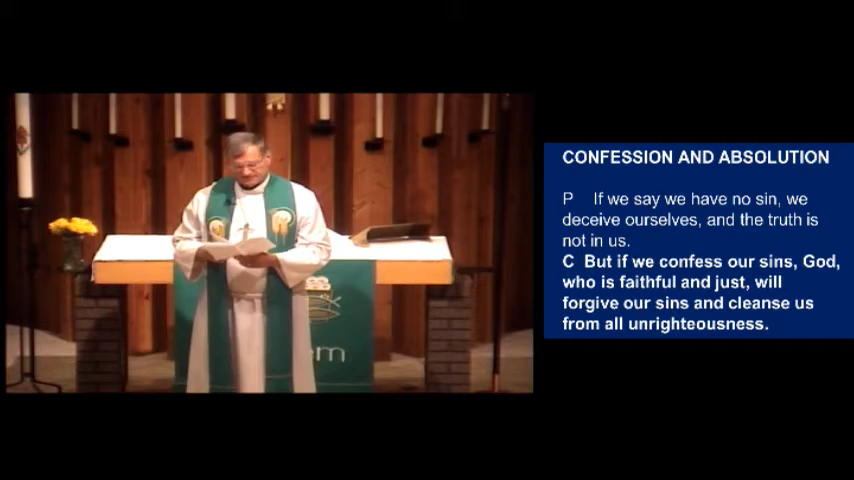 CONFESSION AND ABSOLUTION
P If we say we have no sin, we
deceive ourselves, and the truth is
not in us.
C But if we confess our sins, God,
who is faithful and just, will
forgive our sins and cleanse us
from all unrighteousness.